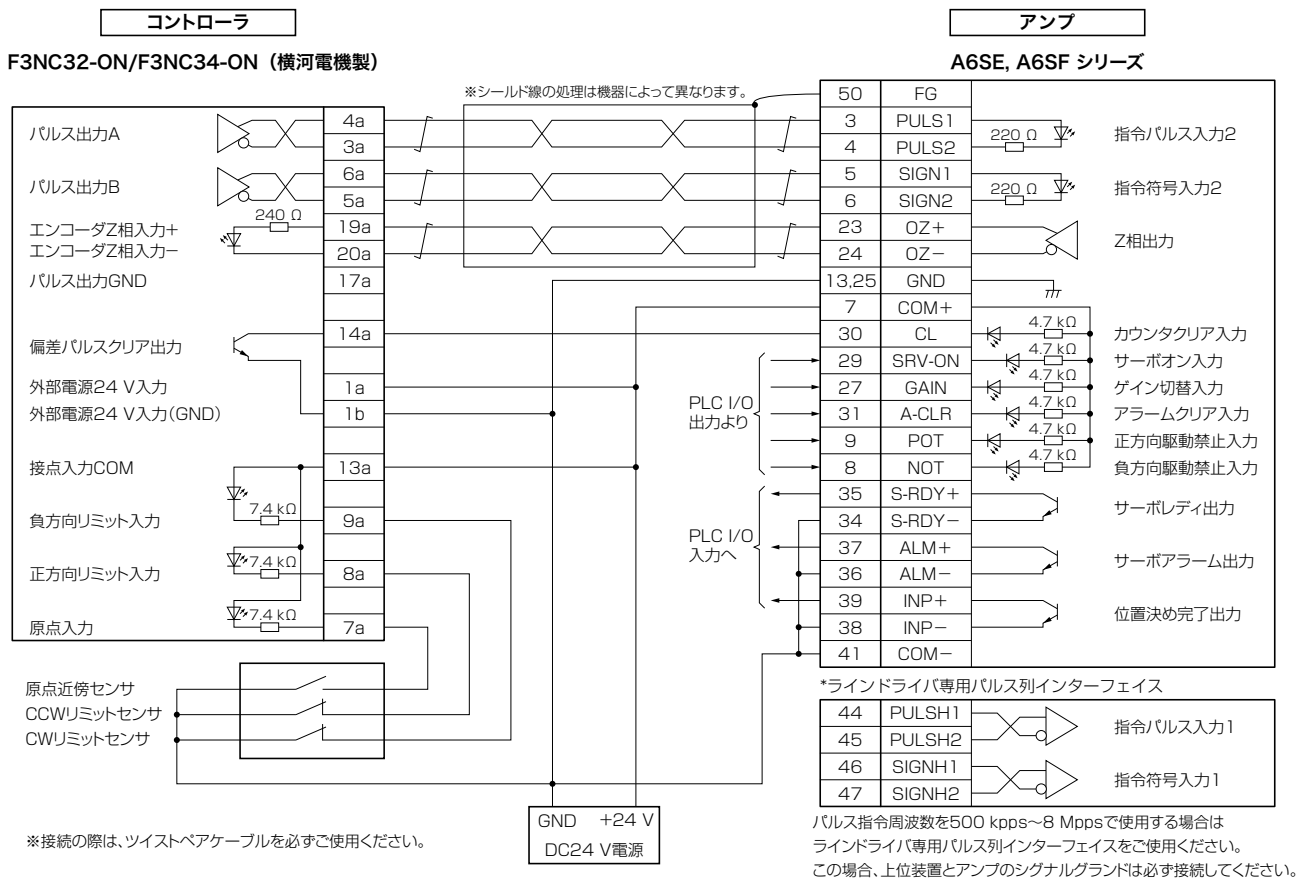 コントローラ
F3NC32-ON/F3NC34-ON（横河電機製）
パルス出力A
4a
3a
パルス出力B
6a
5a
240 Ω
エンコーダZ相入力+
19a
エンコーダZ相入力−
20a
パルス出力GND
17a
14a
偏差パルスクリア出力
外部電源24 V入力
1a
外部電源24 V入力(GND)
1b
接点入力COM
13a
7.4 kΩ
負方向リミット入力
9a
7.4 kΩ
正方向リミット入力
8a
7.4 kΩ
原点入力
7a
原点近傍センサ
CCWリミットセンサ
CWリミットセンサ
※接続の際は、ツイストペアケーブルを必ずご使用ください。
※シールド線の処理は機器によって異なります。
PLC I/O
出力より
PLC I/O
入力へ
GND +24 V
DC24 V電源
アンプ
A6SE, A6SF シリーズ
50 FG
3 PULS1
220 Ω
指令パルス入力2
4 PULS2
5 SIGN1
220 Ω
指令符号入力2
6 SIGN2
23 OZ+
Z相出力
24 OZ−
13,25 GND
7 COM+
30 CL 4.7 kΩ カウンタクリア入力
29 SRV-ON 4.7 kΩ サーボオン入力
27 GAIN 4.7 kΩ ゲイン切替入力
31 A-CLR 4.7 kΩ アラームクリア入力
9 POT 4.7 kΩ 正方向駆動禁止入力
8 NOT 4.7 kΩ 負方向駆動禁止入力
35 S-RDY+
サーボレディ出力
34 S-RDY−
37 ALM+
サーボアラーム出力
36 ALM−
39 INP+
位置決め完了出力
38 INP−
41 COM−
*ラインドライバ専用パルス列インターフェイス
44 PULSH1
指令パルス入力1
45 PULSH2
46 SIGNH1
指令符号入力1
47 SIGNH2
パルス指令周波数を500 kpps～8 Mppsで使用する場合は
ラインドライバ専用パルス列インターフェイスをご使用ください。
この場合、上位装置とアンプのシグナルグランドは必ず接続してください。